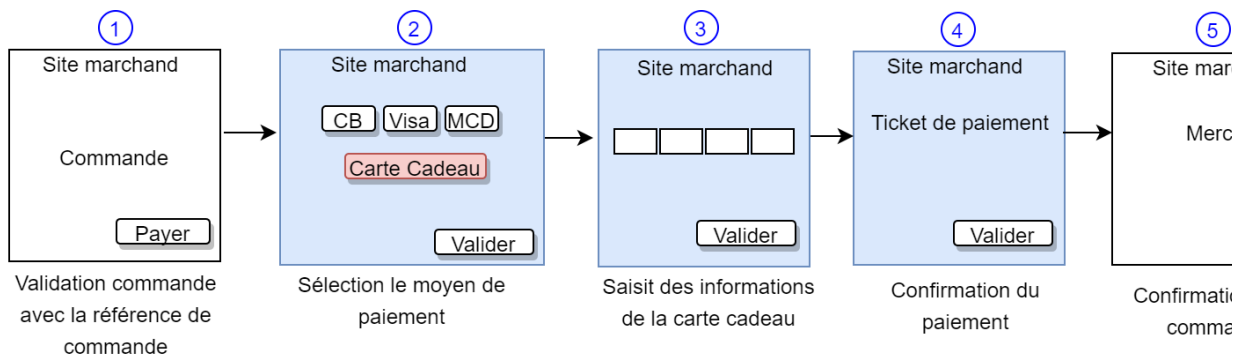 1
Site marchand
Commande
Payer
Validation commande
avec la référence de
commande
2
Site marchand
CB Visa MCD
Carte Cadeau
Valider
Sélection le moyen de
paiement
3
Site marchand
Valider
Saisit des informations
de la carte cadeau
4
Site marchand
Ticket de paiement
Valider
Confirmation du
paiement
5
Site